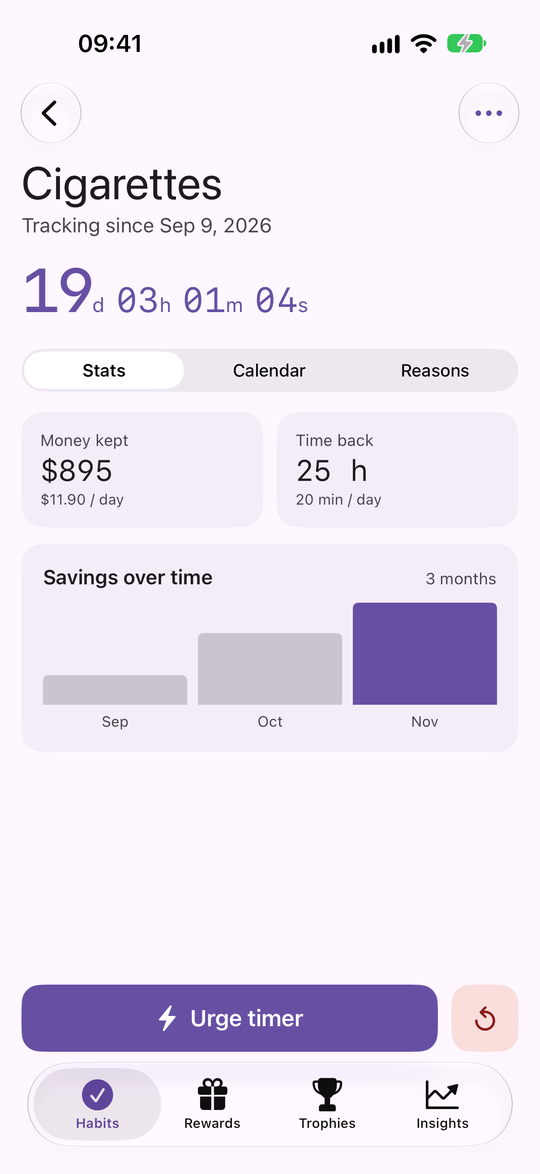 09:41
Cigarettes
Tracking since Sep 9, 2026
19d 03h 01m 04s
Stats Calendar Reasons
Money kept
$895
$11.90 / day
Time back
25 h
20 min / day
Savings over time 3 months
Sep Oct Nov
Urge timer
Habits Rewards Trophies Insights